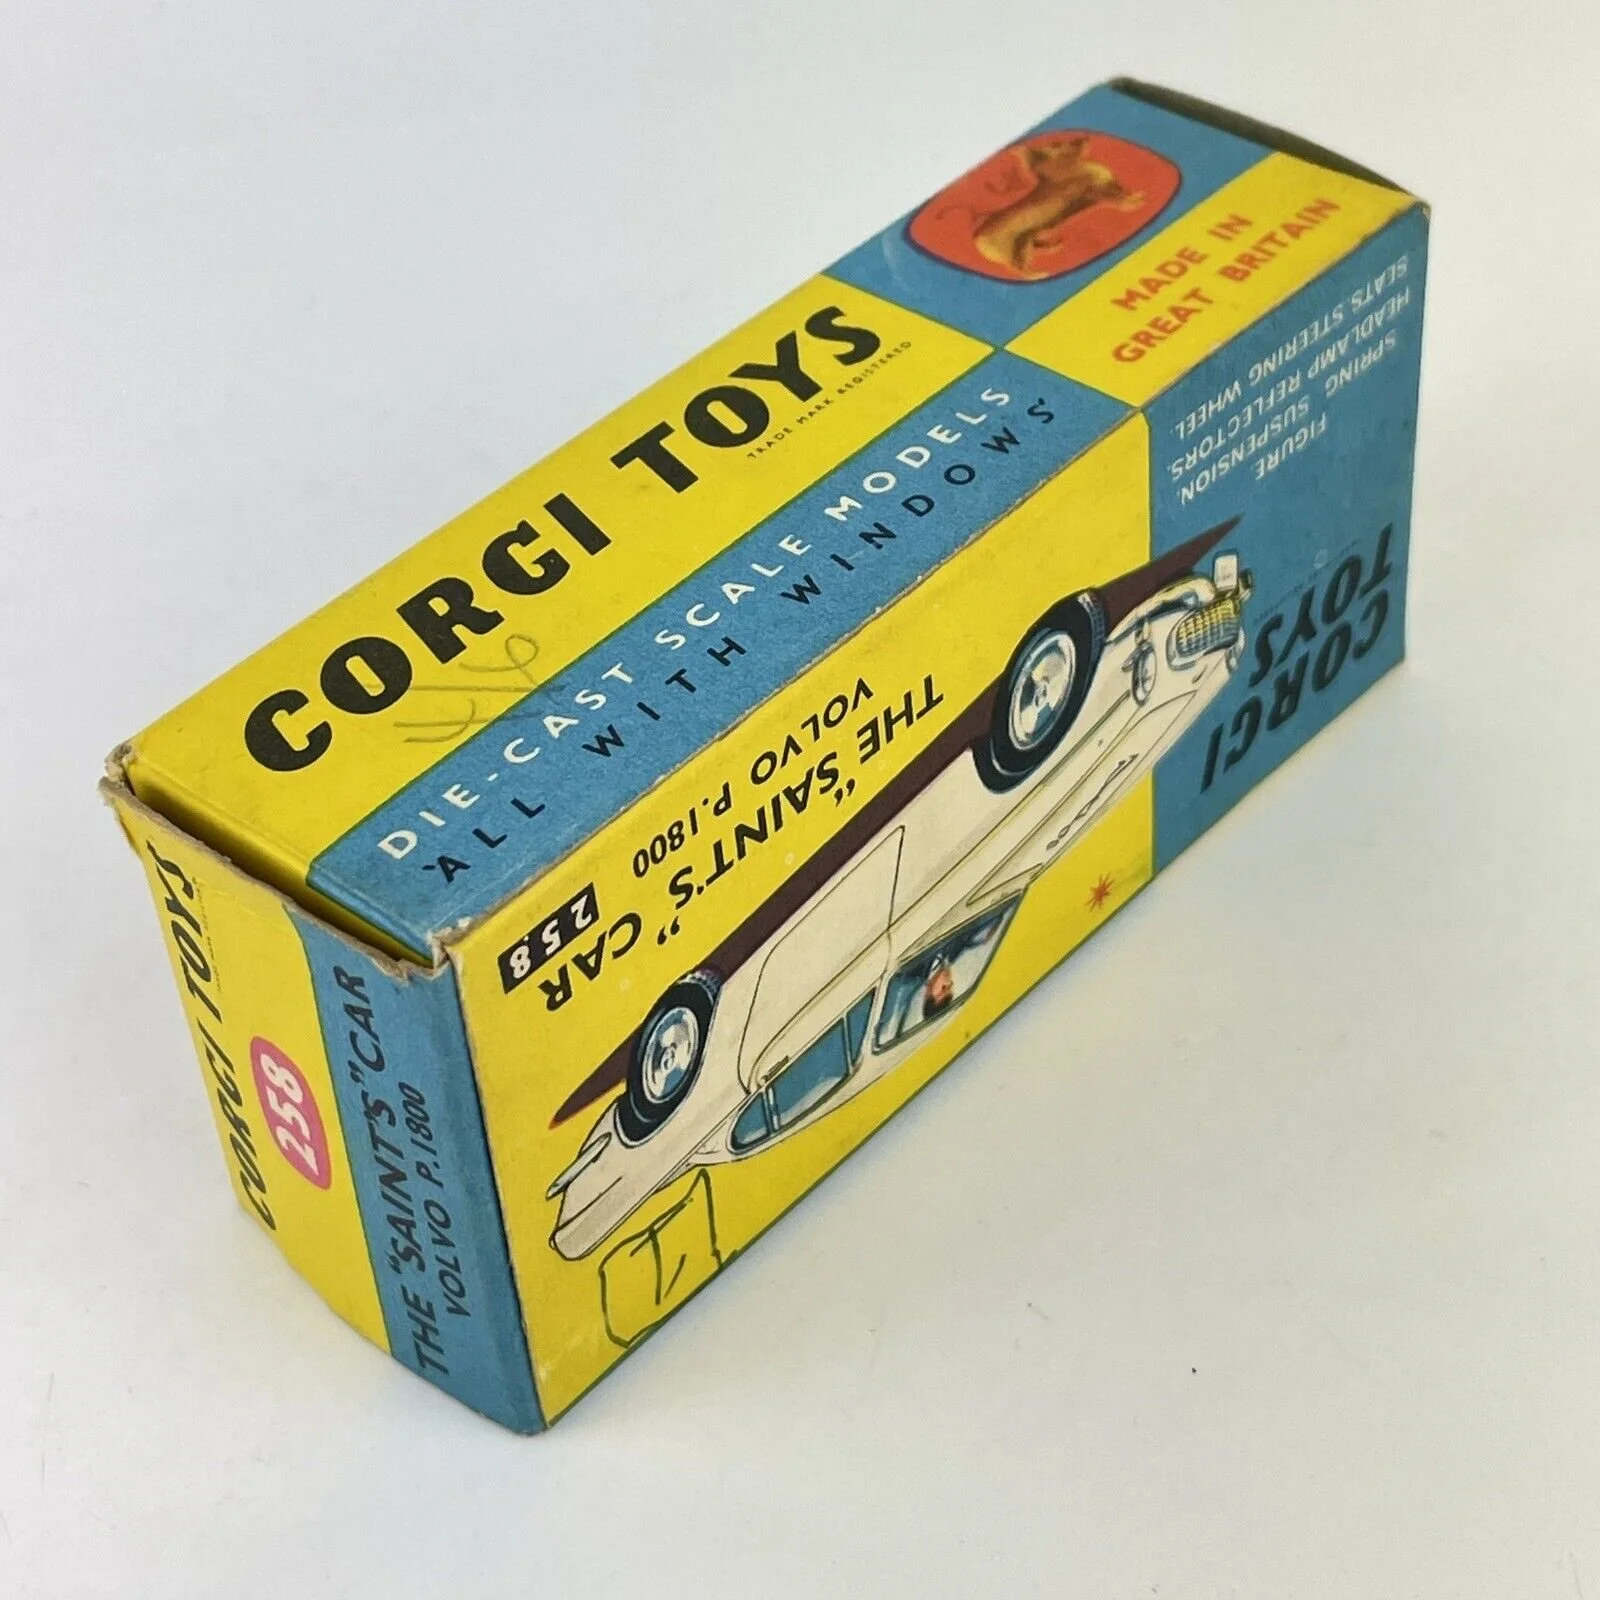 CORGI TOYS
TRADE MARK REGISTERED
4/6
DIE-CAST SCALE MODELS
'ALL WITH WINDOWS'
MADE IN
GREAT BRITAIN
CORGI TOYS
258
THE "SAINT'S" CAR
VOLVO P.1800
258
THE "SAINT'S" CAR
VOLVO P.1800
CORGI
TOYS
SEATS. STEERING WHEEL.
HEADLAMP REFLECTORS.
SPRING SUSPENSION.
FIGURE.